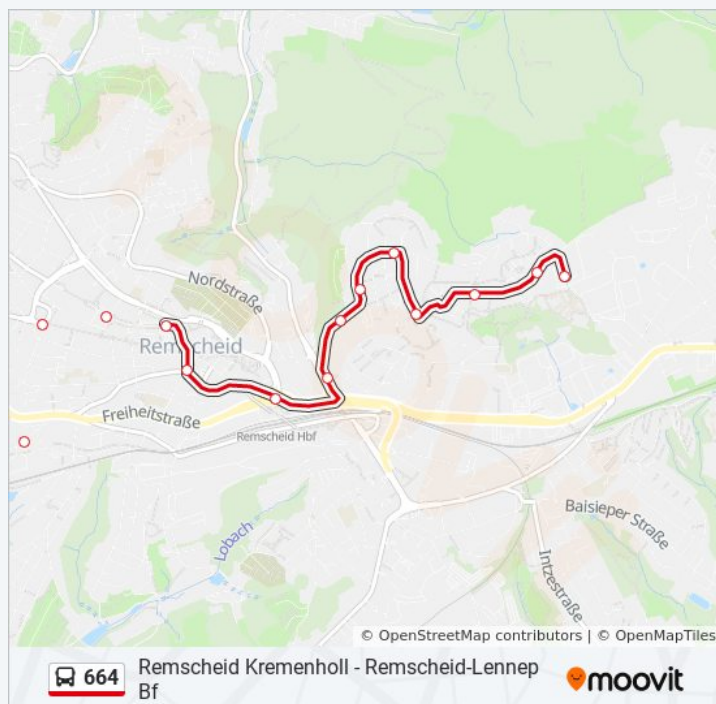 Nordstraße
Remscheid
Freiheitstraße
Remscheid Hbf
Lobach
Baisieper Straße
Intzestraße
© OpenStreetMap contributors | © OpenMapTiles
664
Remscheid Kremenholl - Remscheid-Lennep
Bf
moovit